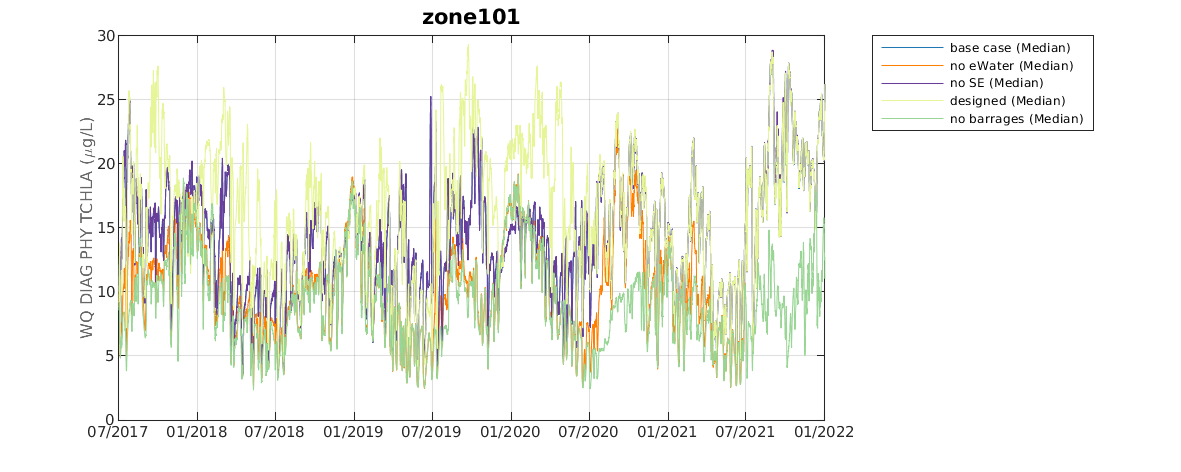 zone101
WQ DIAG PHY TCHLA (μg/L)
30
25
20
15
10
5
0
07/2017 01/2018 07/2018 01/2019 07/2019 01/2020 07/2020 01/2021 07/2021 01/2022
base case (Median)
no eWater (Median)
no SE (Median)
designed (Median)
no barrages (Median)